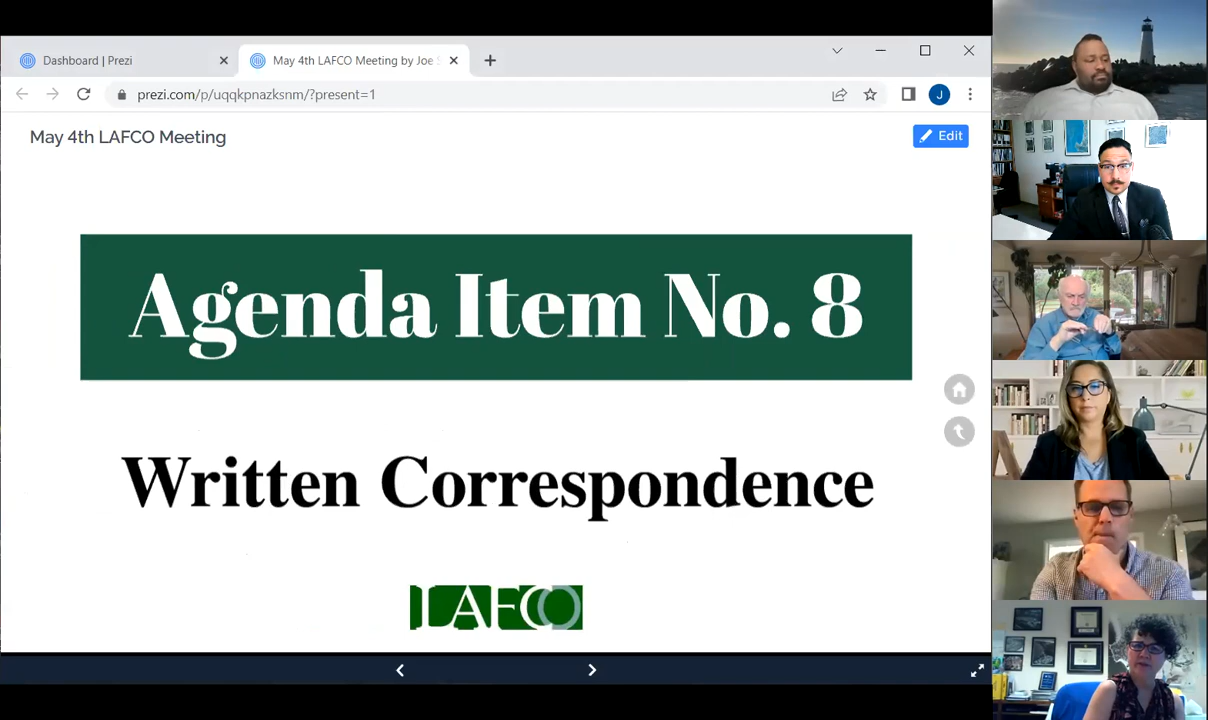 Dashboard | Prezi
May 4th LAFCO Meeting by Joe S
prezi.com/p/uqqkpnazksnm/?present=1
J
May 4th LAFCO Meeting
Edit
Agenda Item No. 8
Written Correspondence
LAFCO